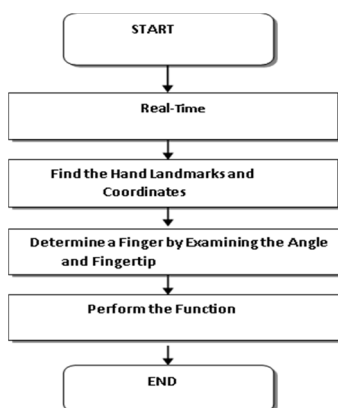 START
Real-Time
Find the Hand Landmarks and
Coordinates
Determine a Finger by Examining the Angle
and Fingertip
Perform the Function
END